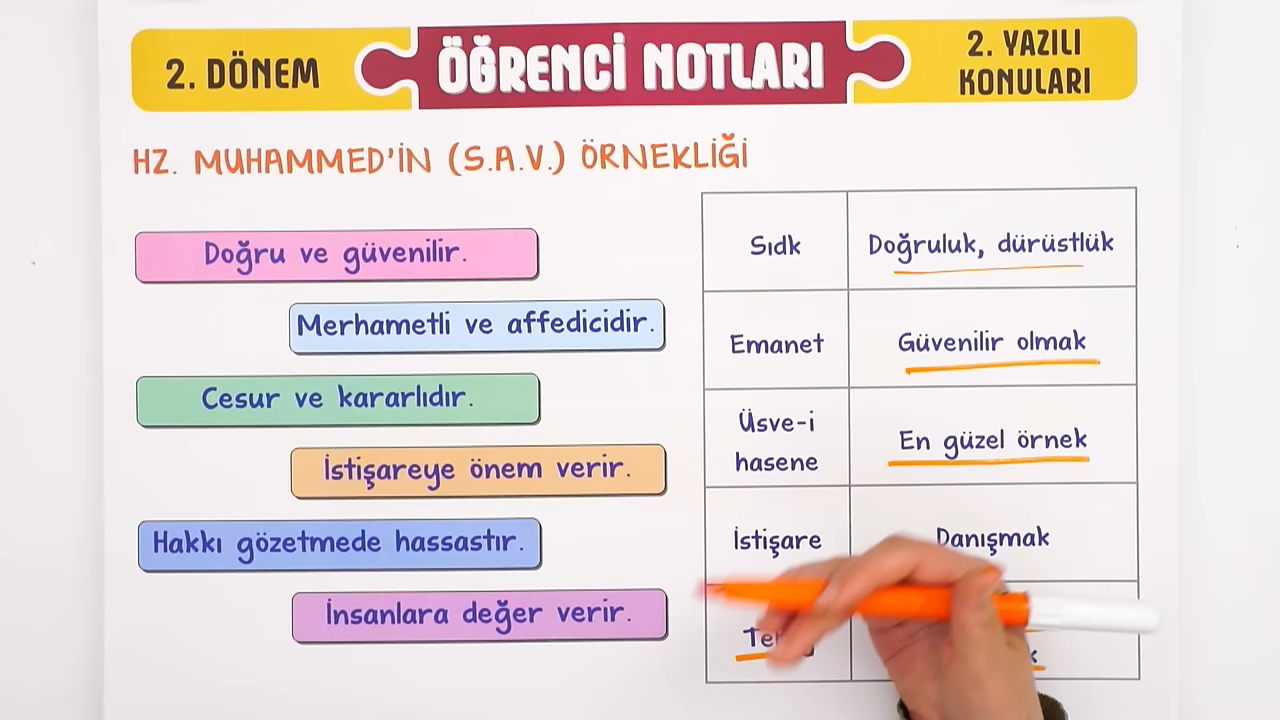 2. DÖNEM
ÖĞRENCİ NOTLARI
2. YAZILI
KONULARI
HZ. MUHAMMED'İN (S.A.V.) ÖRNEKLİĞİ
Doğru ve güvenilir.
Merhametli ve affedicidir.
Cesur ve kararlıdır.
İstişareye önem verir.
Hakkı gözetmede hassastır.
İnsanlara değer verir.
Sıdk
Doğruluk, dürüstlük
Emanet
Güvenilir olmak
Üsve-i
hasene
En güzel örnek
İstişare
Danışmak